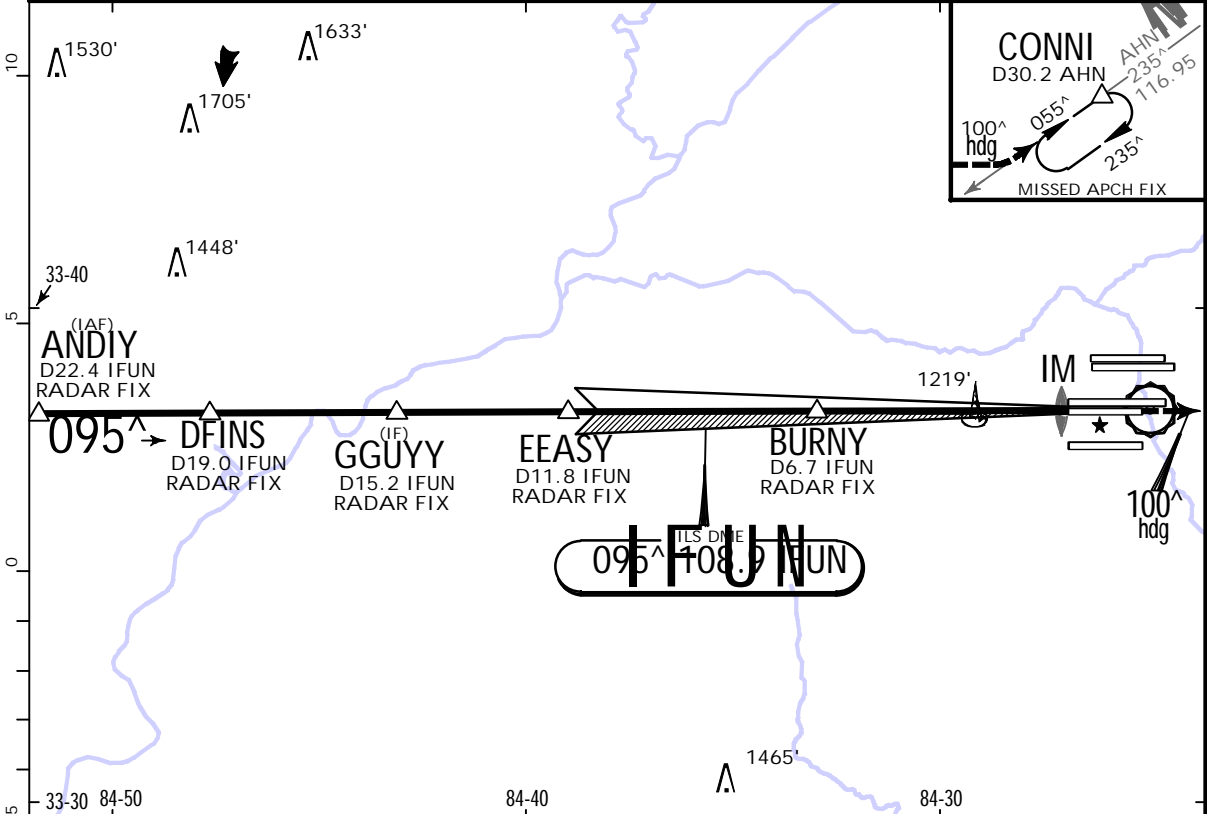 1530'
1633'
1705'
1448'
CONNI
D30.2 AHN
AHN
235^
116.95
055^
235^
100^
hdg
MISSED APCH FIX
10
5
0
5
33-40
(IAF)
ANDIY
D22.4 IFUN
RADAR FIX
095^
DFINS
D19.0 IFUN
RADAR FIX
(IF)
GGUYY
D15.2 IFUN
RADAR FIX
EEASY
D11.8 IFUN
RADAR FIX
BURNY
D6.7 IFUN
RADAR FIX
1219'
IM
100^
hdg
ILS DME
095^ 108.9 IFUN
IFUN
1465'
33-30
84-50
84-40
84-30